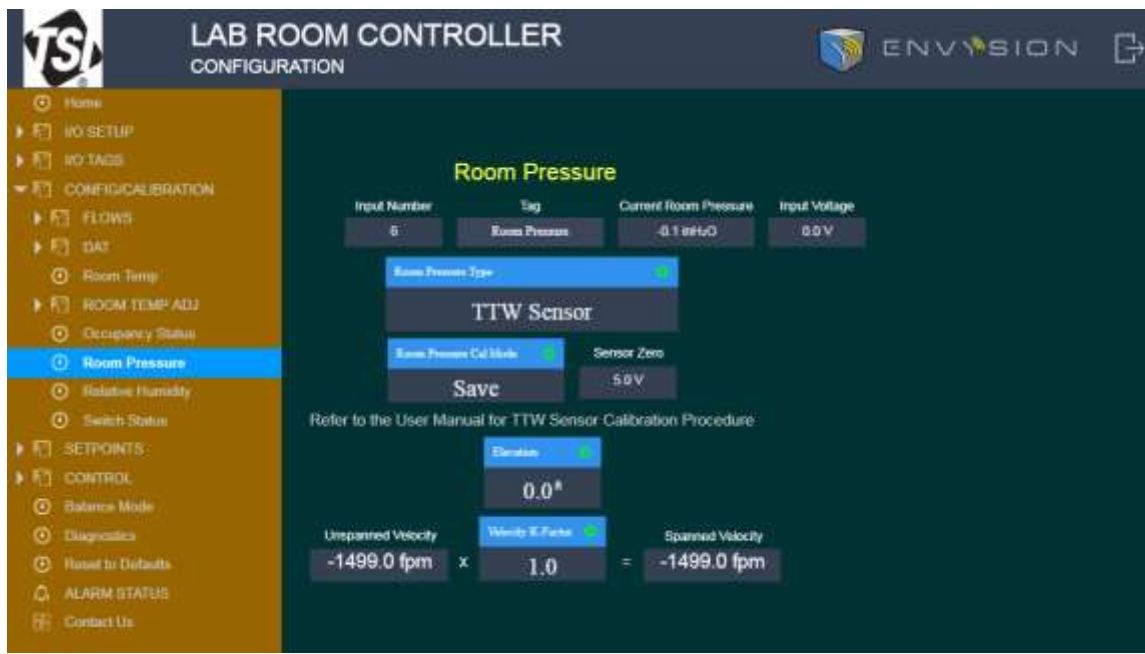 TSI
LAB ROOM CONTROLLER
CONFIGURATION
ENVYSION
Home
I/O SETUP
I/O TAGS
CONFIG/CALIBRATION
FLOWS
DAT
Room Temp
ROOM TEMP ADJ
Occupancy Status
Room Pressure
Relative Humidity
Switch Status
SETPOINTS
CONTROL
Balance Mode
Diagnostics
Reset to Defaults
ALARM STATUS
Contact Us
Room Pressure
Input Number Tag Current Room Pressure Input Voltage
6 Room Pressure -0.1 inH₂O 0.0 V
Room Pressure Type
TTW Sensor
Room Pressure Cal Mode Sensor Zero
Save 5.0 V
Refer to the User Manual for TTW Sensor Calibration Procedure
Elevation
0.0 ft
Unspanned Velocity Velocity K-Factor Spanned Velocity
-1499.0 fpm x 1.0 = -1499.0 fpm